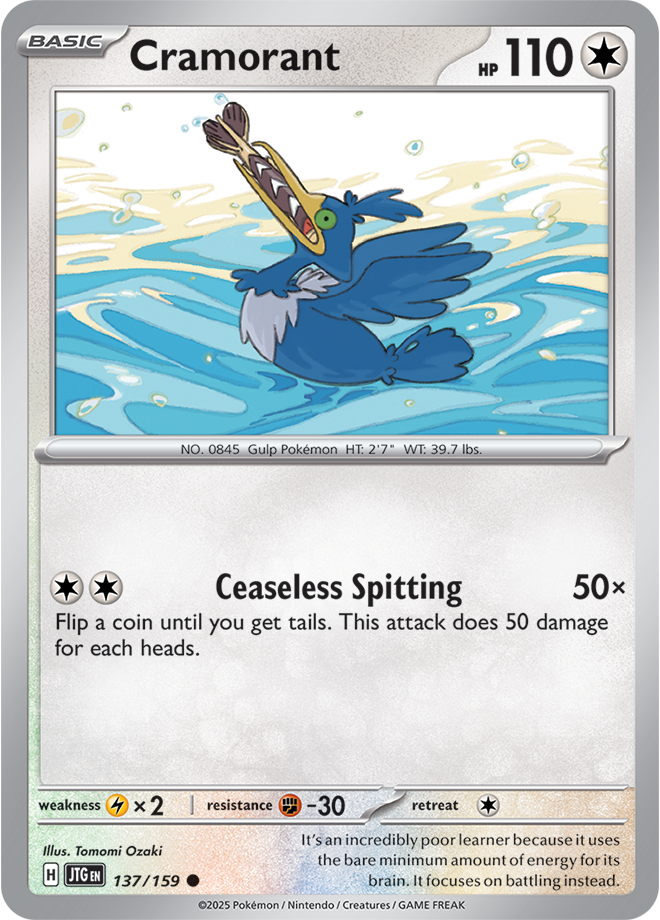 BASIC Cramorant HP 110
NO. 0845 Gulp Pokémon HT: 2'7" WT: 39.7 lbs.
Ceaseless Spitting 50×
Flip a coin until you get tails. This attack does 50 damage
for each heads.
weakness ×2 resistance -30 retreat
Illus. Tomomi Ozaki
H JTG EN 137/159
It's an incredibly poor learner because it uses
the bare minimum amount of energy for its
brain. It focuses on battling instead.
©2025 Pokémon / Nintendo / Creatures / GAME FREAK